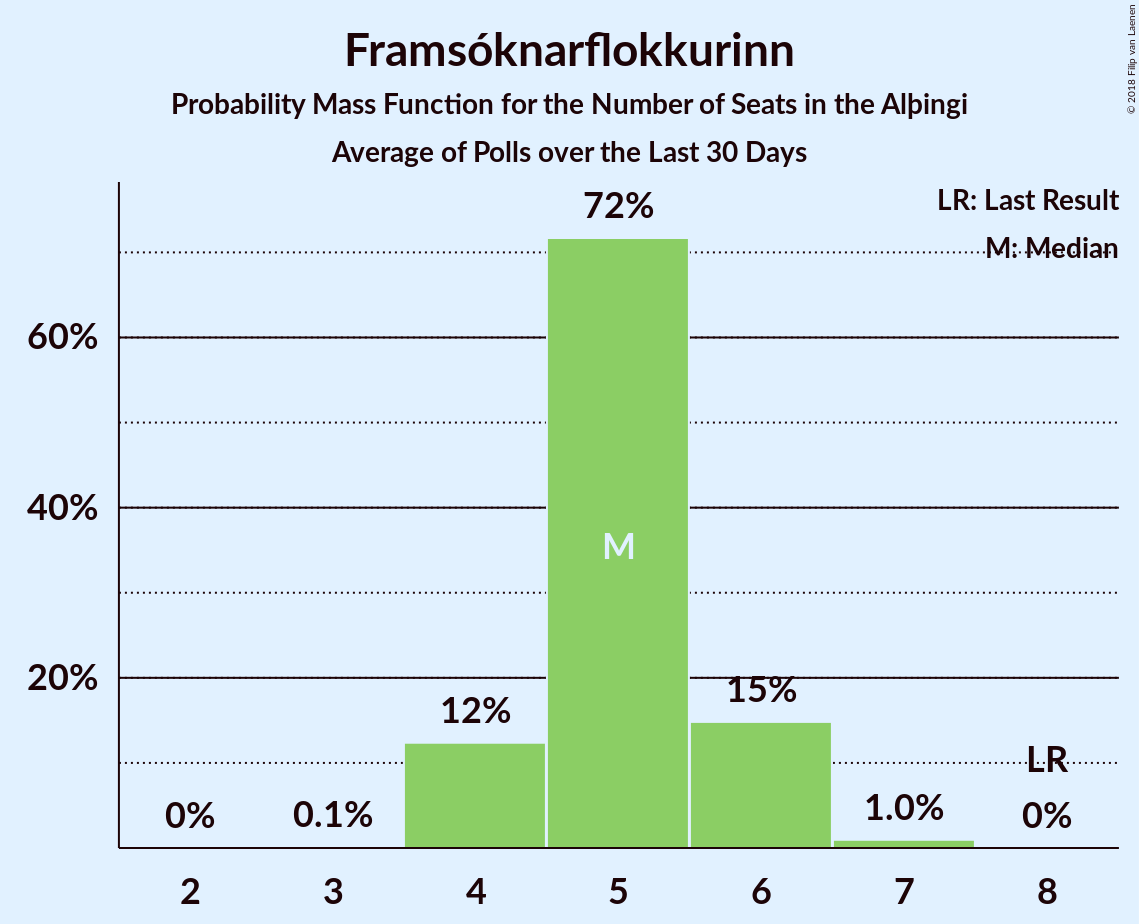 Framsóknarflokkurinn
Probability Mass Function for the Number of Seats in the Alþingi
Average of Polls over the Last 30 Days
© 2018 Filip van Laenen
LR: Last Result
M: Median
72%
60%
40%
M
20%
15%
12%
LR
0%
0.1%
1.0%
0%
2 3 4 5 6 7 8